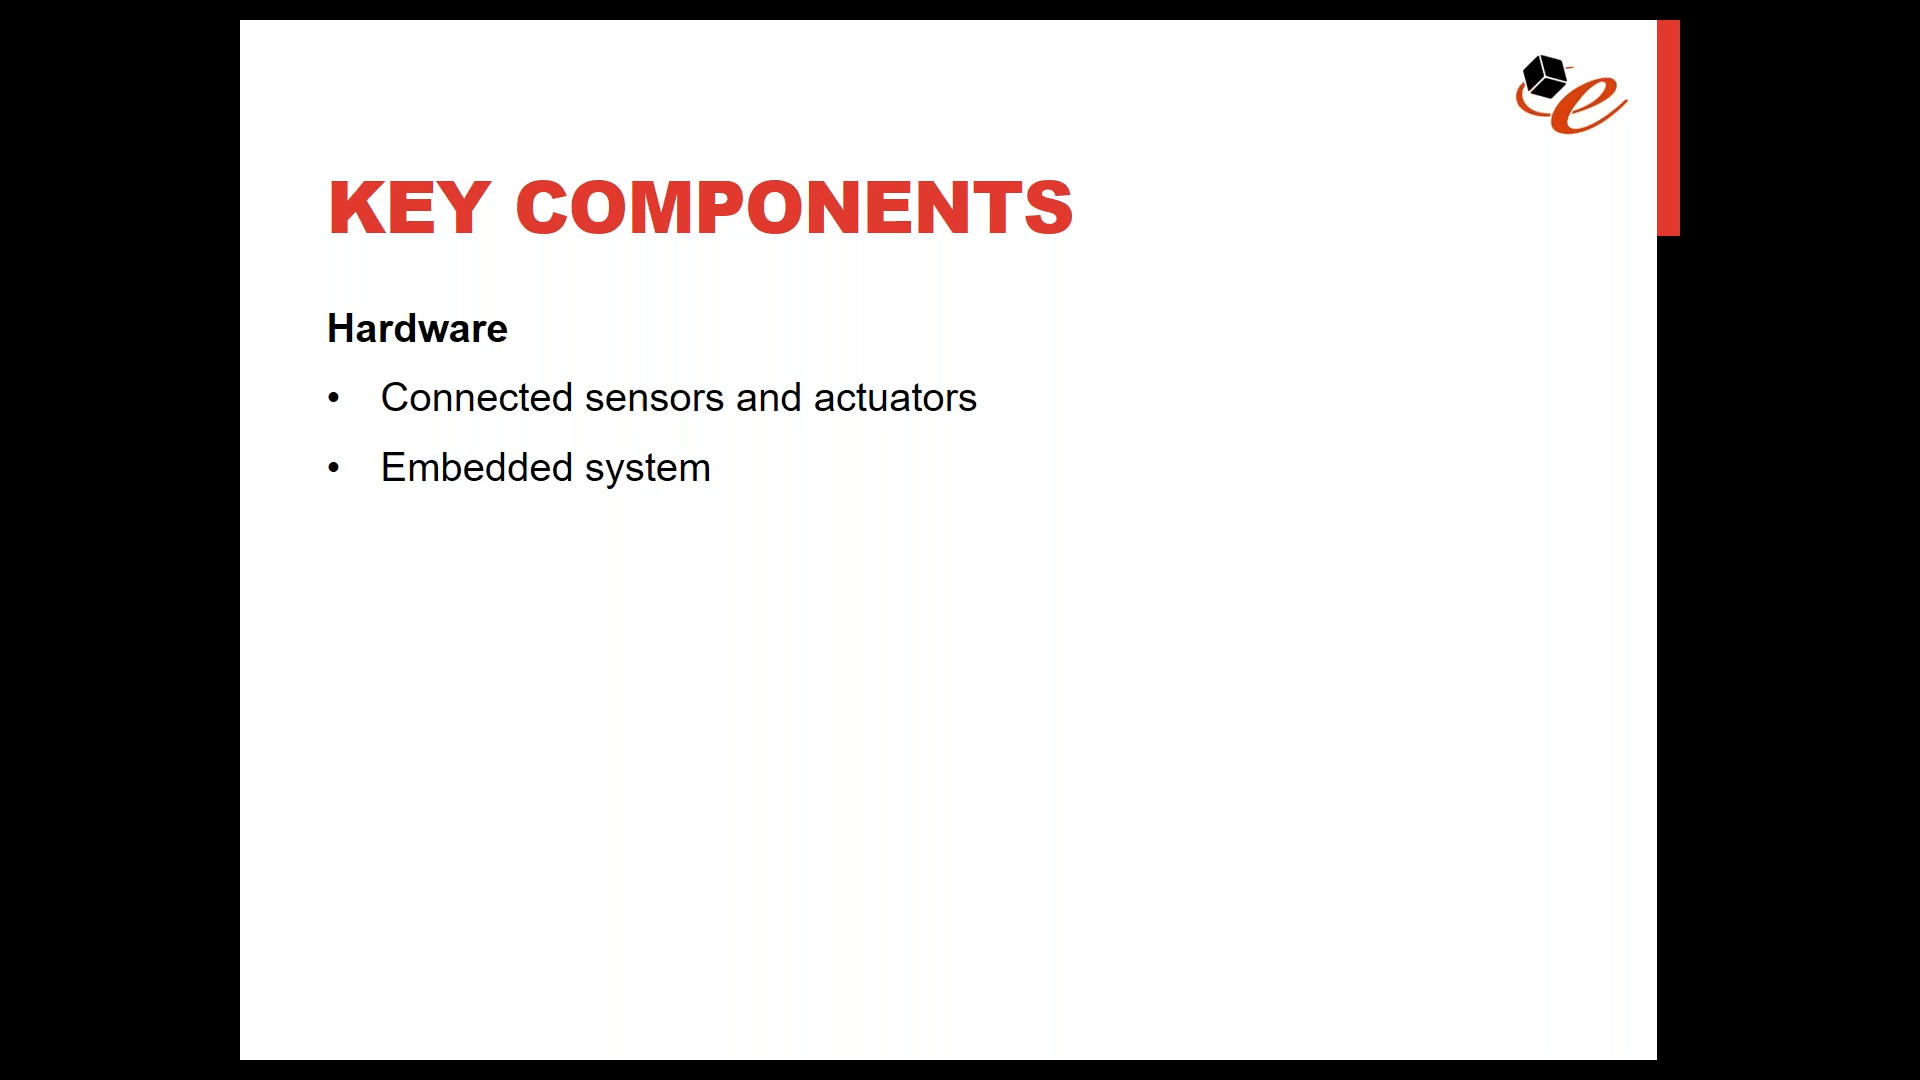 e
KEY COMPONENTS
Hardware
• Connected sensors and actuators
• Embedded system